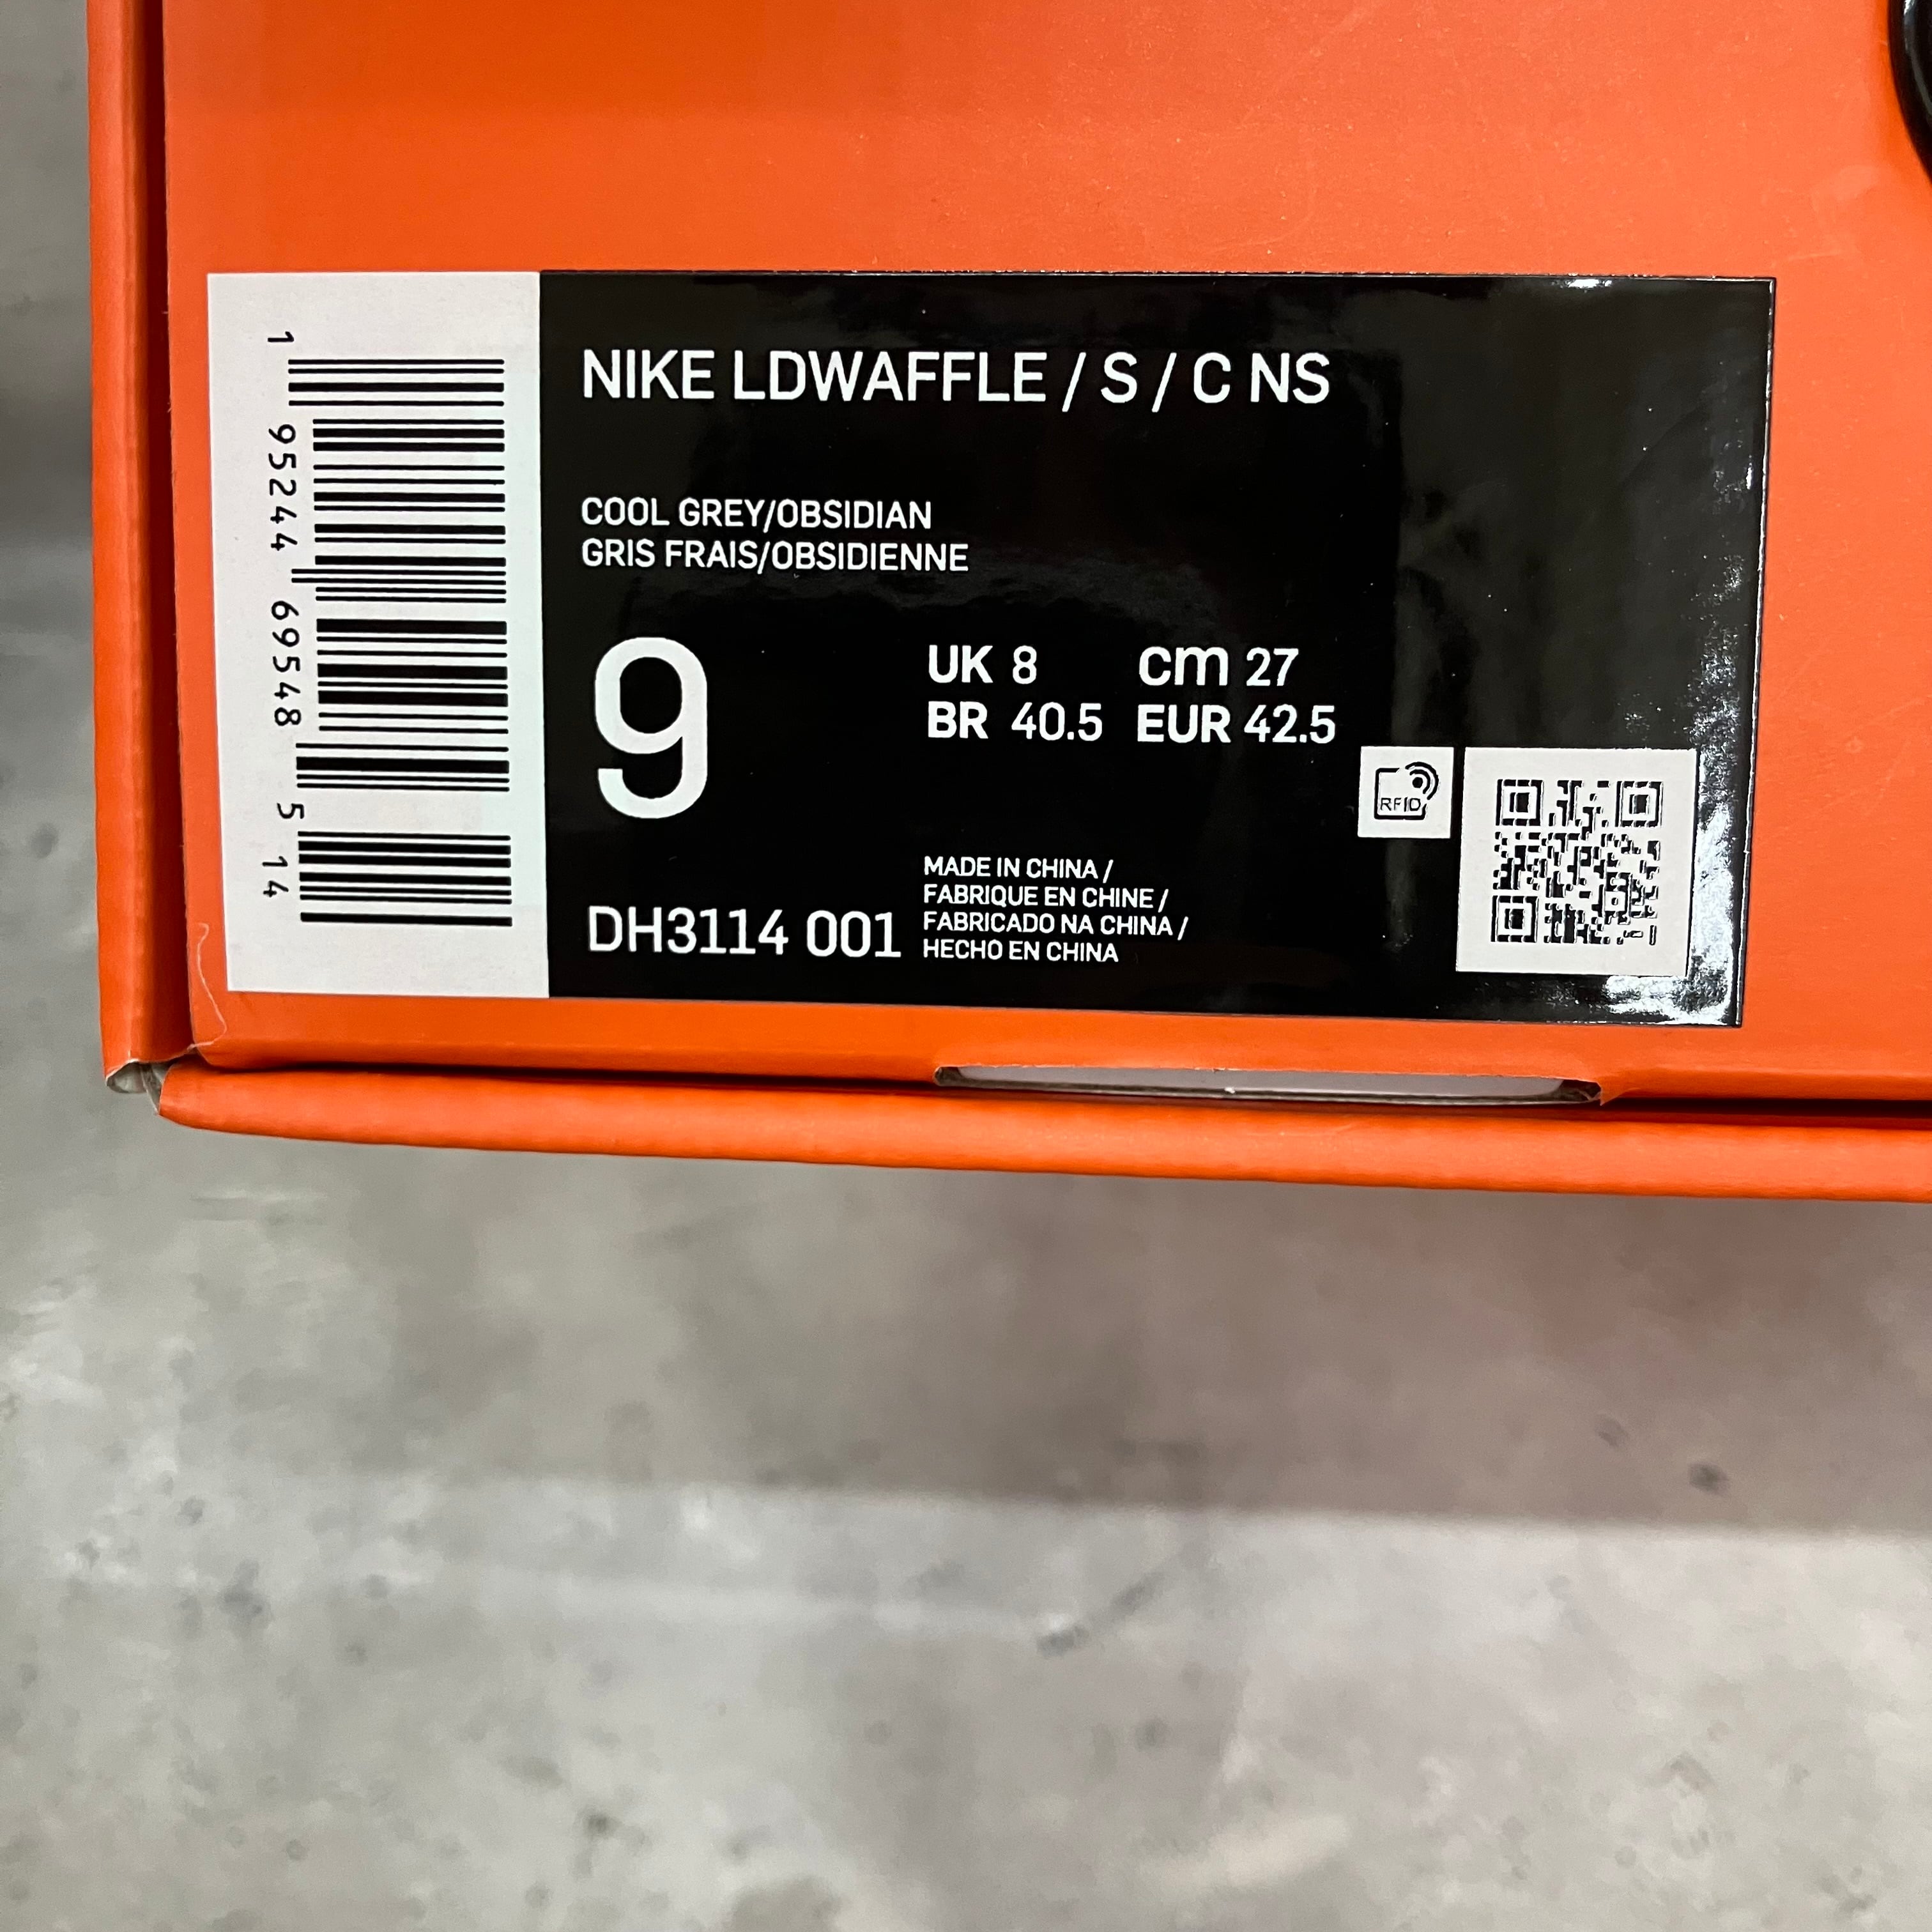 1 95244 69548 5 14
NIKE LDWAFFLE / S / C NS
COOL GREY/OBSIDIAN
GRIS FRAIS/OBSIDIENNE
9
UK 8 cm 27
BR 40.5 EUR 42.5
RFID
DH3114 001
MADE IN CHINA /
FABRIQUE EN CHINE /
FABRICADO NA CHINA /
HECHO EN CHINA